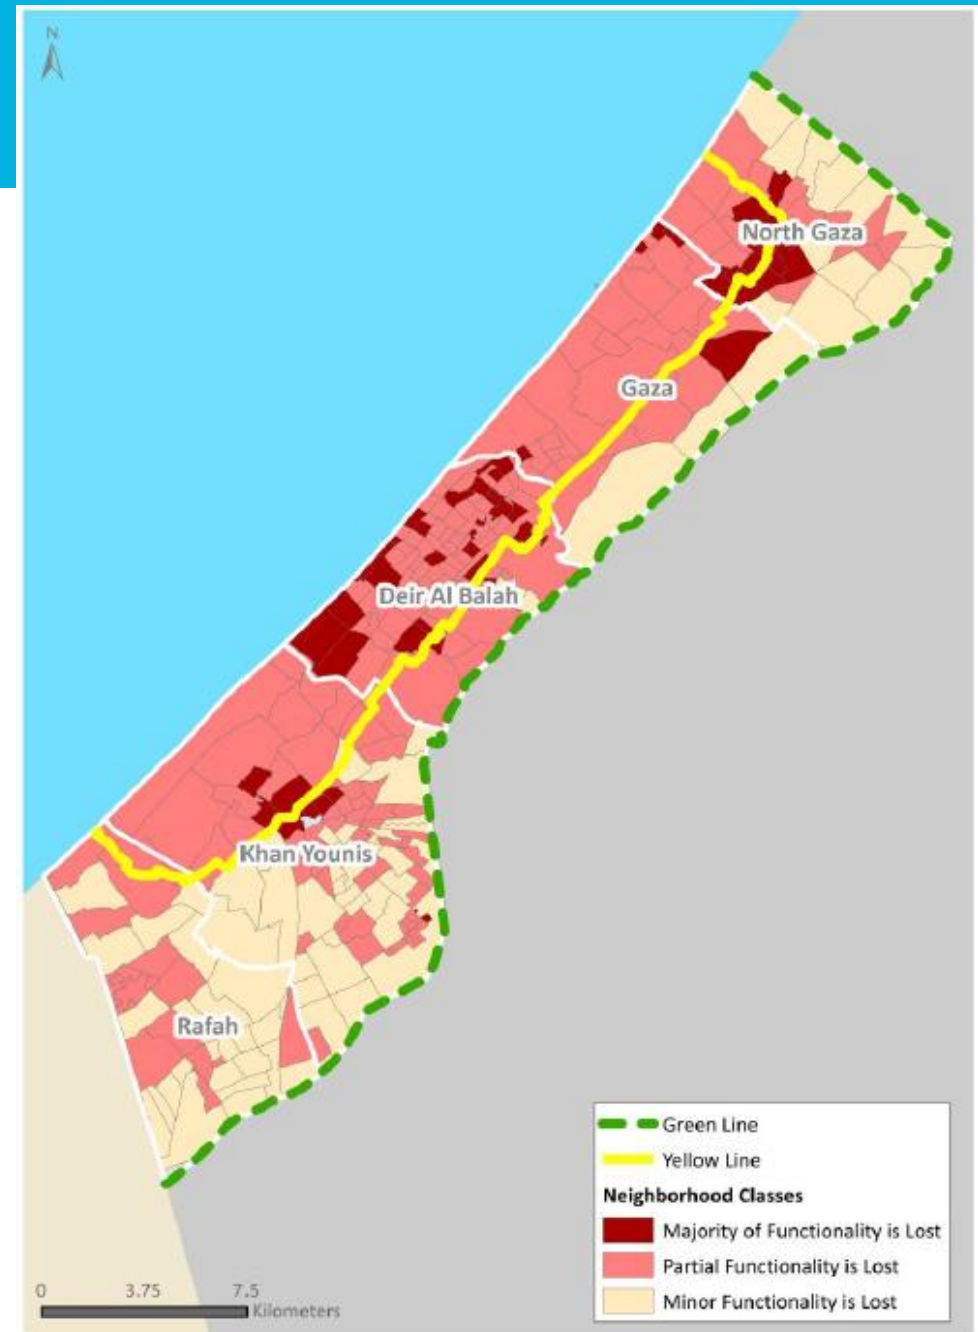 N
North Gaza
Gaza
Deir Al Balah
Khan Younis
Rafah
Green Line
Yellow Line
Neighborhood Classes
Majority of Functionality is Lost
Partial Functionality is Lost
Minor Functionality is Lost
0 3.75 7.5
Kilometers